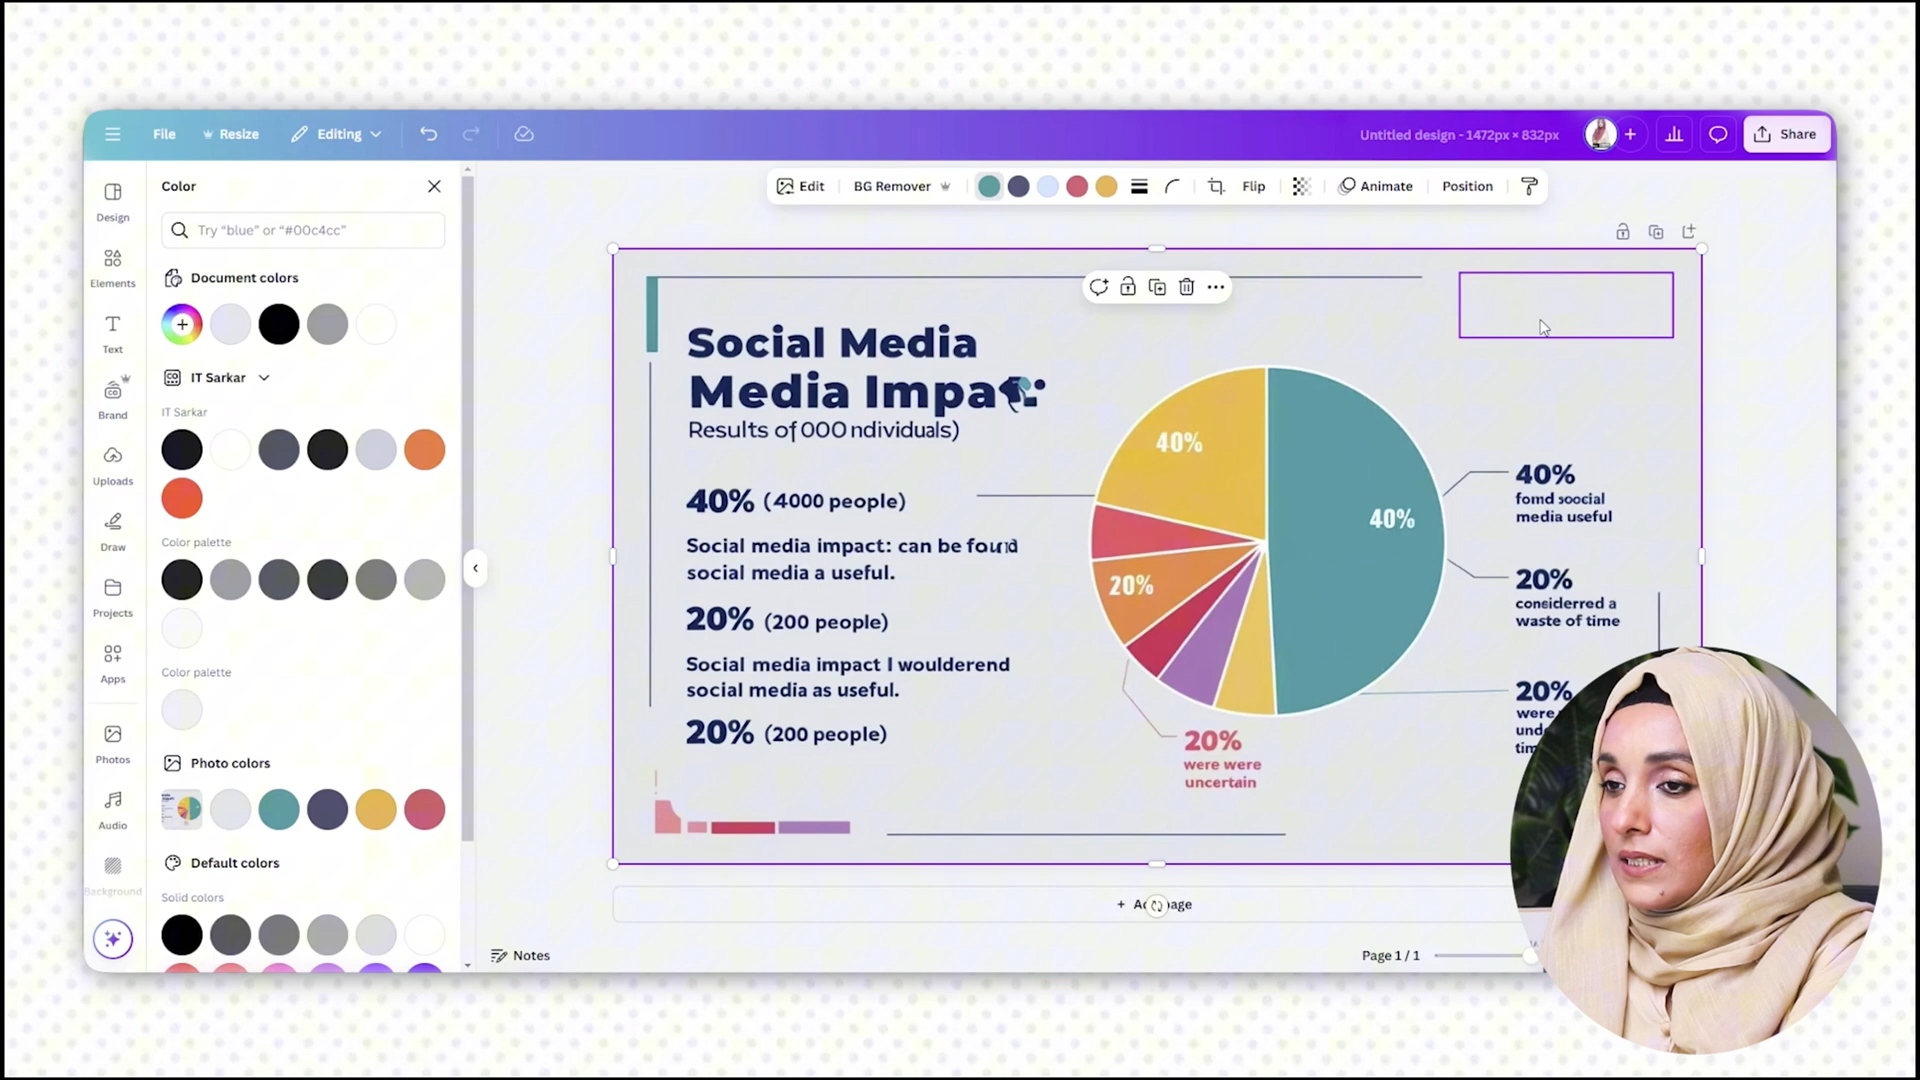 File
Resize
Editing
Untitled design - 1472px × 832px
Share
Design
Elements
Text
Brand
Uploads
Draw
Projects
Apps
Photos
Audio
Background
Color
Try “blue” or “#00c4cc”
Document colors
IT Sarkar
IT Sarkar
Color palette
Color palette
Photo colors
Default colors
Solid colors
Edit
BG Remover
Flip
Animate
Position
Social Media
Media
Results of 000 ndividuals)
40% (4000 people)
Social media impact: can be found
social media a useful.
20% (200 people)
Social media impact I woulderend
social media as useful.
20% (200 people)
40%
40%
20%
40%
fomd soocial
media useful
20%
considerred a
waste of time
20%
were
20%
were were
uncertain
+
page
Notes
Page 1 / 1